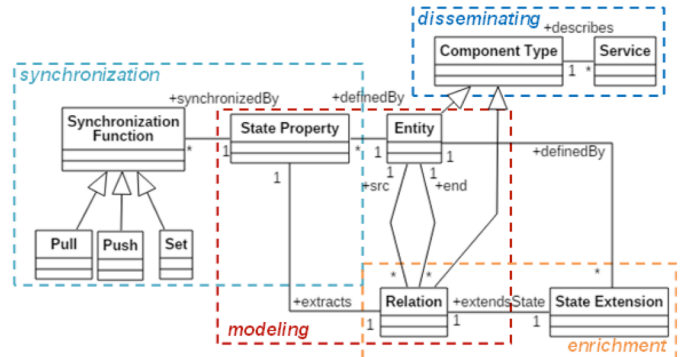 disseminating
+describes
Component Type
Service
1
*
synchronization
+synchronizedBy
+definedBy
Synchronization
Function
State Property
Entity
*
1
*
1
1
+definedBy
1
1
1
+src
+end
Pull
Push
Set
*
*
*
+extracts
Relation
+extendsState
State Extension
1
1
1
modeling
enrichment